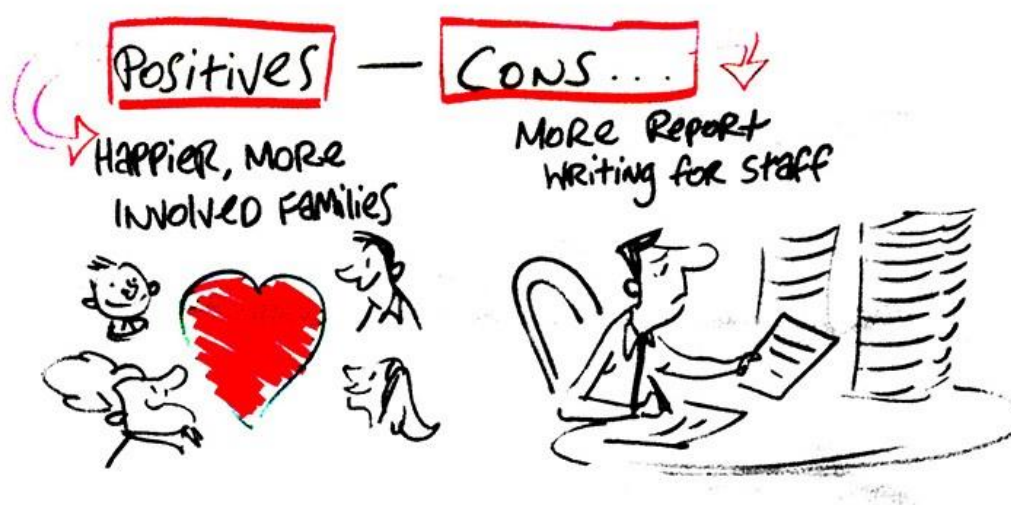 Positives — Cons....
Happier, More
Involved Families
More Report
Writing for Staff